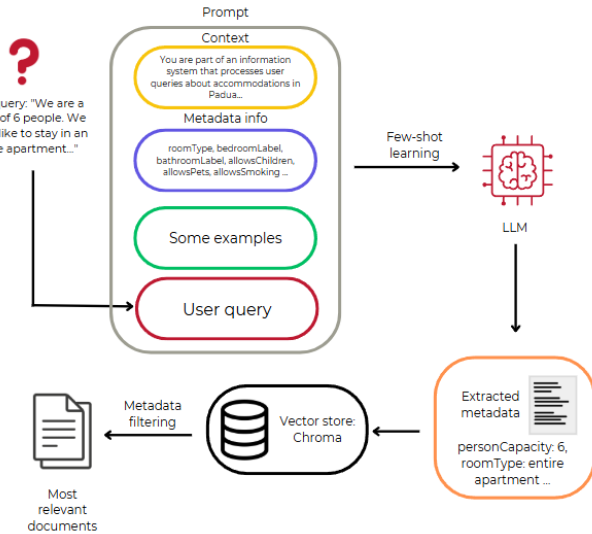 Prompt
Context
You are part of an information
system that processes user
queries about accommodations in
Padua...
Metadata info
roomType, bedroomLabel,
bathroomLabel, allowsChildren,
allowsPets, allowsSmoking ...
Some examples
User query
?
uery: "We are a
of 6 people. We
like to stay in an
e apartment..."
Few-shot
learning
LLM
Extracted
metadata
personCapacity: 6,
roomType: entire
apartment ...
Vector store:
Chroma
Metadata
filtering
Most
relevant
documents